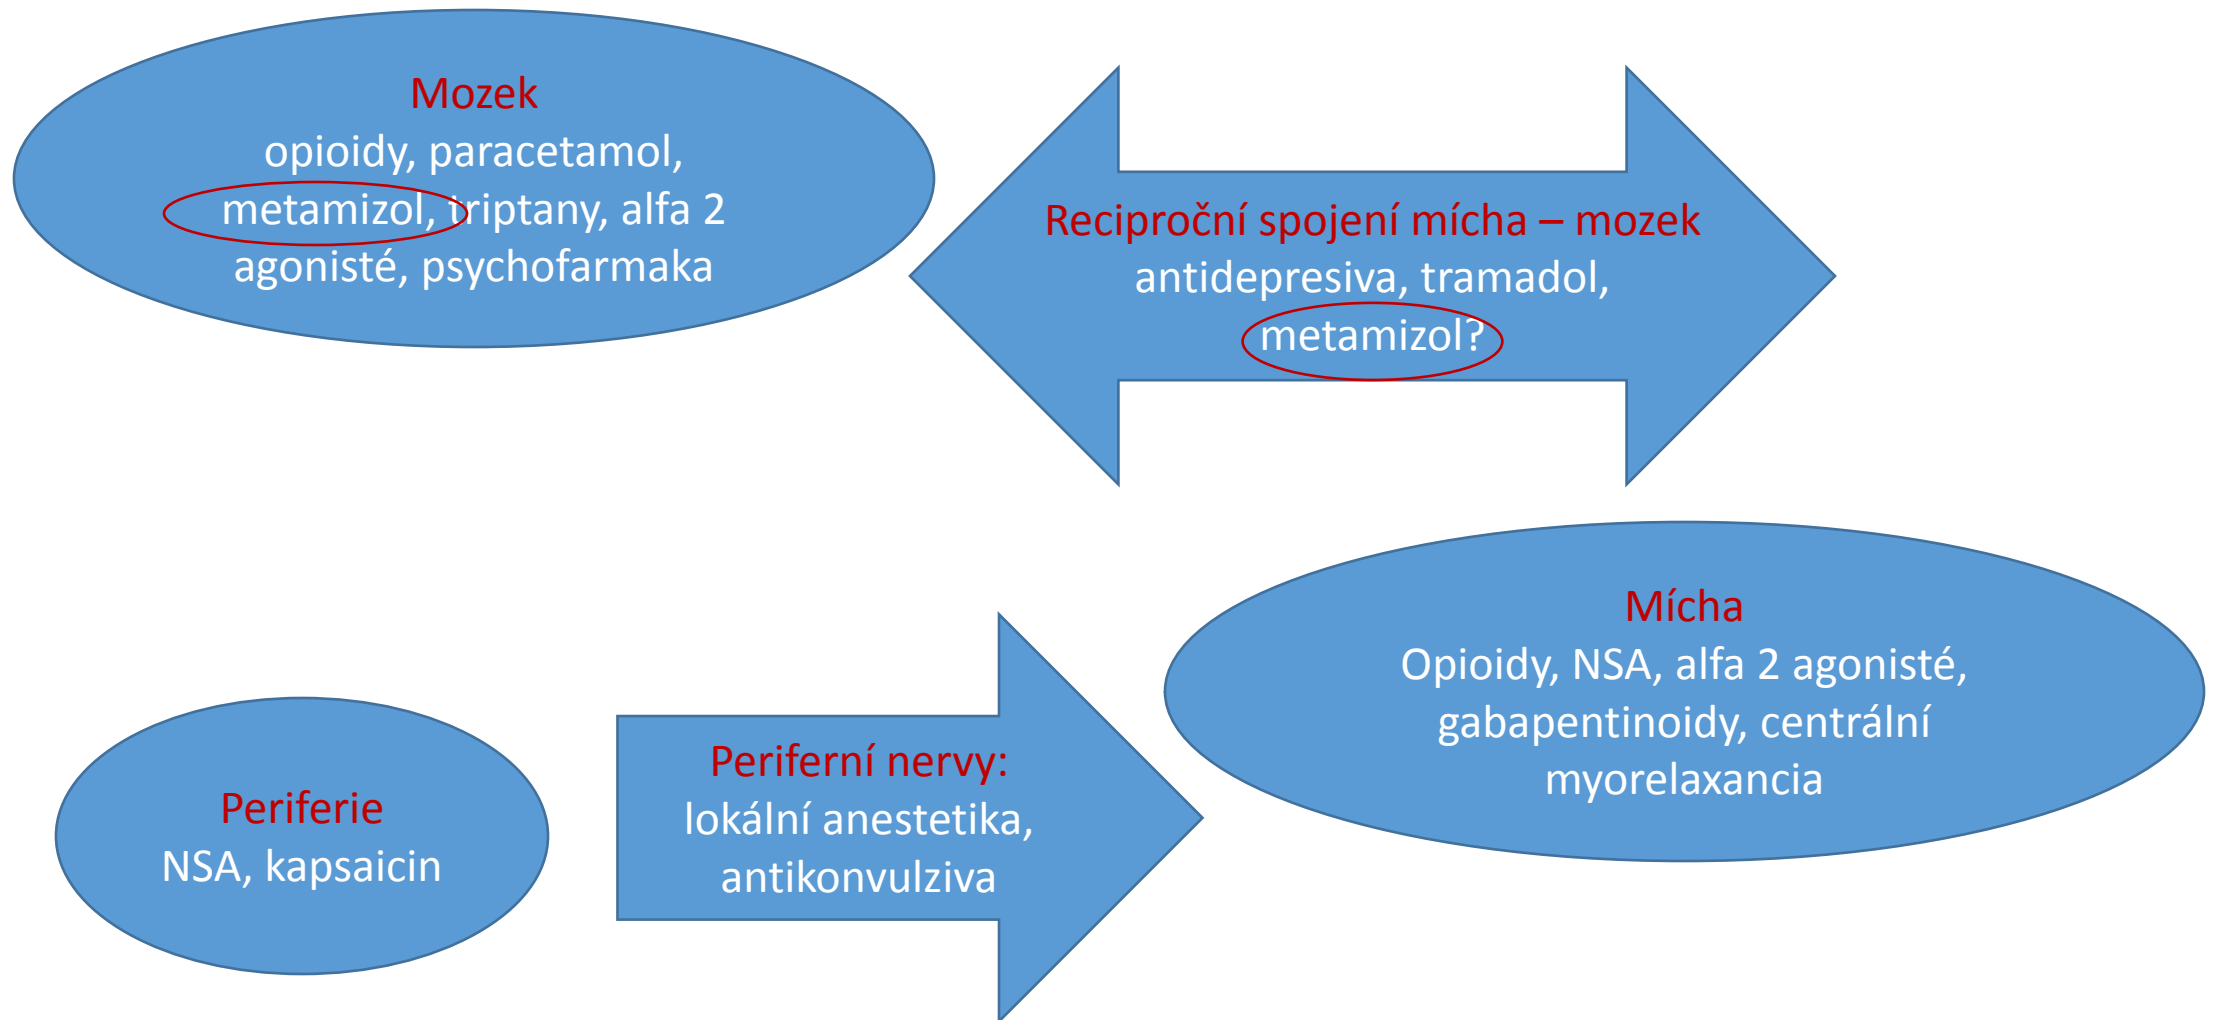 Mozek
opioidy, paracetamol,
metamizol, triptany, alfa 2
agonisté, psychofarmaka
Reciproční spojení mícha – mozek
antidepresiva, tramadol,
metamizol?
Mícha
Opioidy, NSA, alfa 2 agonisté,
gabapentinoidy, centrální
myorelaxancia
Periferní nervy:
lokální anestetika,
antikonvulziva
Periferie
NSA, kapsaicin